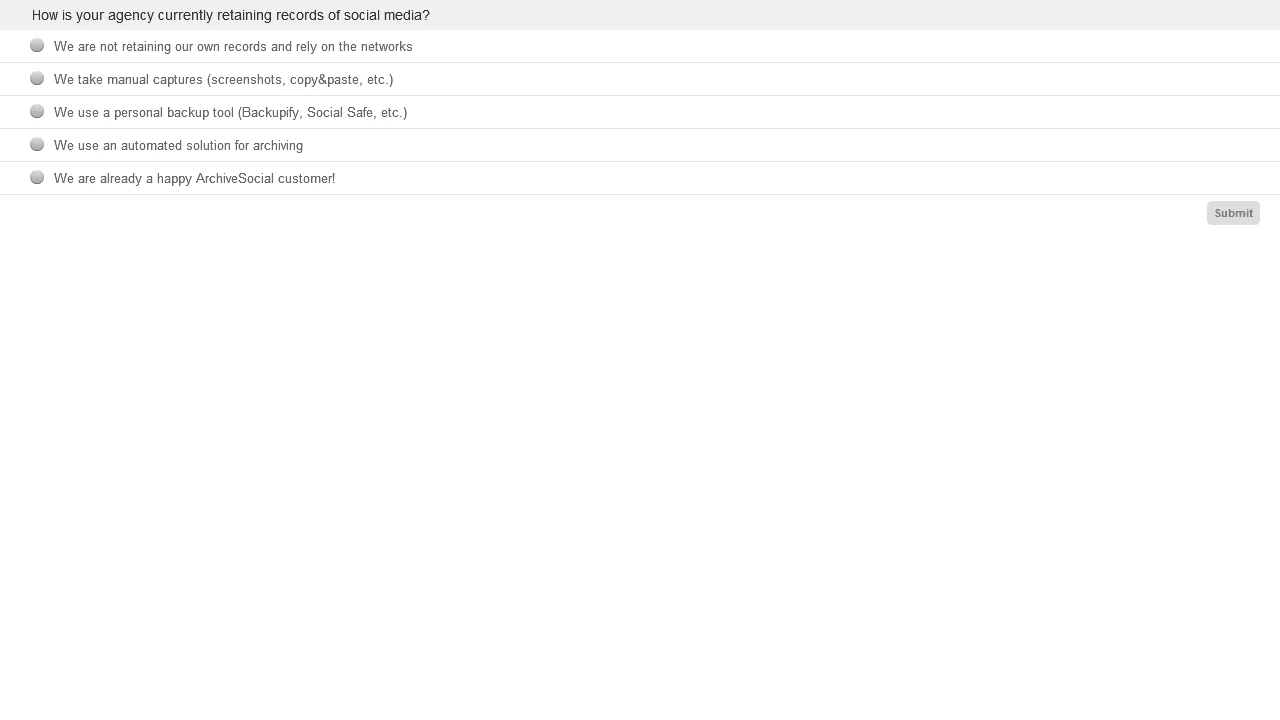 How is your agency currently retaining records of social media?
We are not retaining our own records and rely on the networks
We take manual captures (screenshots, copy&paste, etc.)
We use a personal backup tool (Backupify, Social Safe, etc.)
We use an automated solution for archiving
We are already a happy ArchiveSocial customer!
Submit